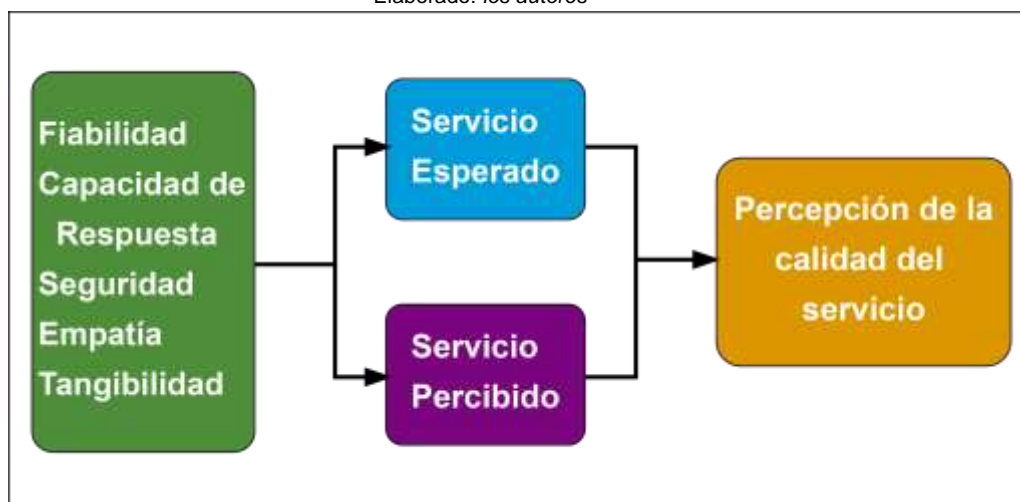 Elaborado: los autores
Fiabilidad
Capacidad de
Respuesta
Seguridad
Empatía
Tangibilidad
Servicio
Esperado
Servicio
Percibido
Percepción de la
calidad del
servicio